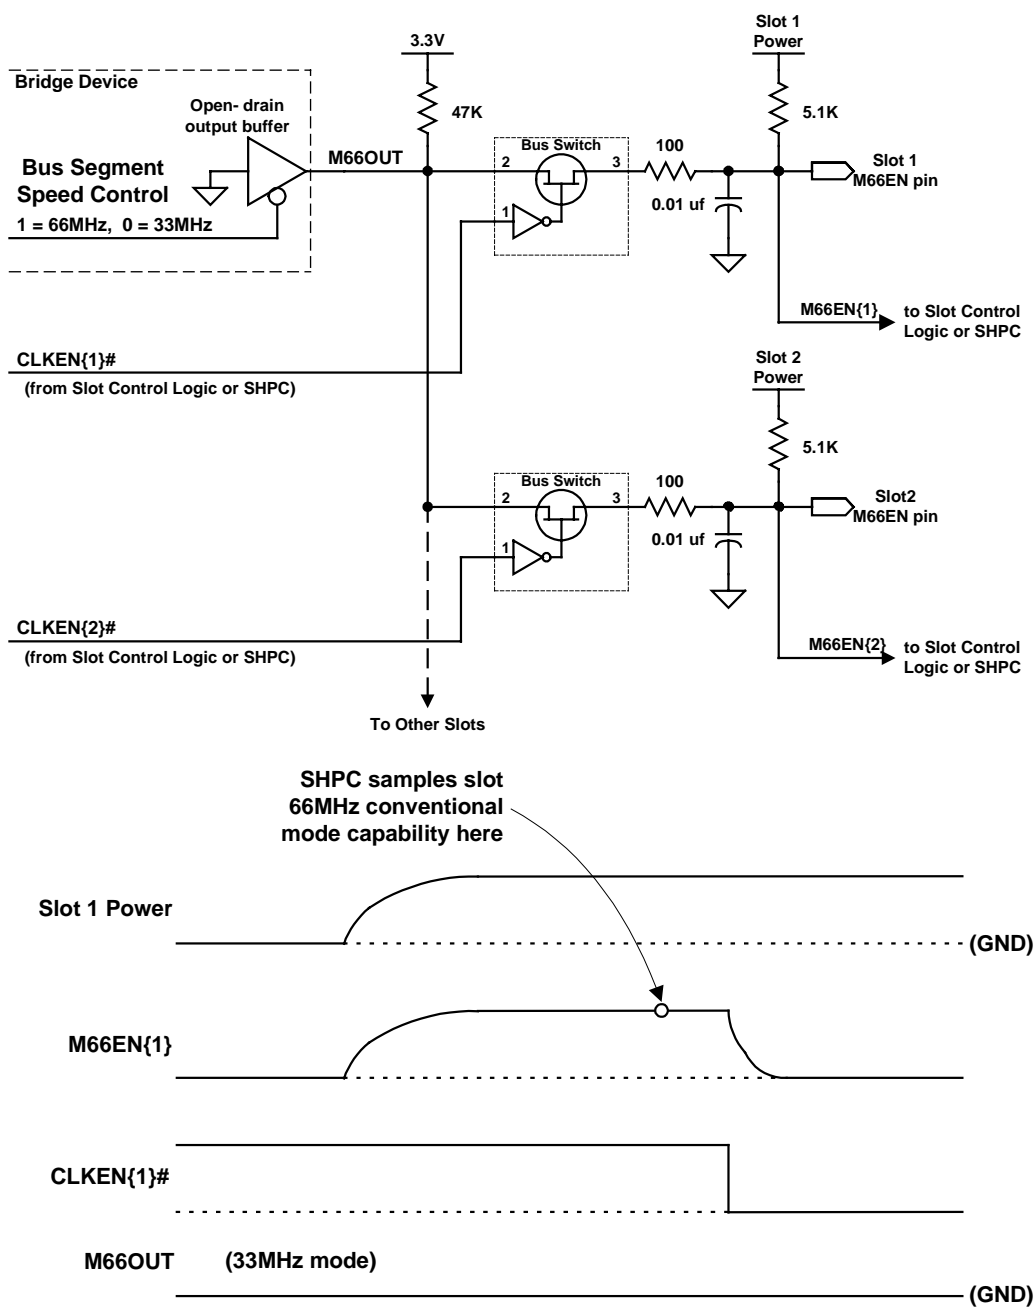 Slot 1
Power
3.3V
Bridge Device
Open- drain
output buffer
47K
5.1K
M66OUT
Bus Switch
100
2
3
Slot 1
M66EN pin
Bus Segment
Speed Control
1 = 66MHz, 0 = 33MHz
1
0.01 uf
M66EN{1}
to Slot Control
Logic or SHPC
CLKEN{1}#
(from Slot Control Logic or SHPC)
Slot 2
Power
5.1K
Bus Switch
100
2
3
Slot2
M66EN pin
1
0.01 uf
CLKEN{2}#
(from Slot Control Logic or SHPC)
M66EN{2}
to Slot Control
Logic or SHPC
To Other Slots
SHPC samples slot
66MHz conventional
mode capability here
Slot 1 Power
(GND)
M66EN{1}
CLKEN{1}#
M66OUT
(33MHz mode)
(GND)